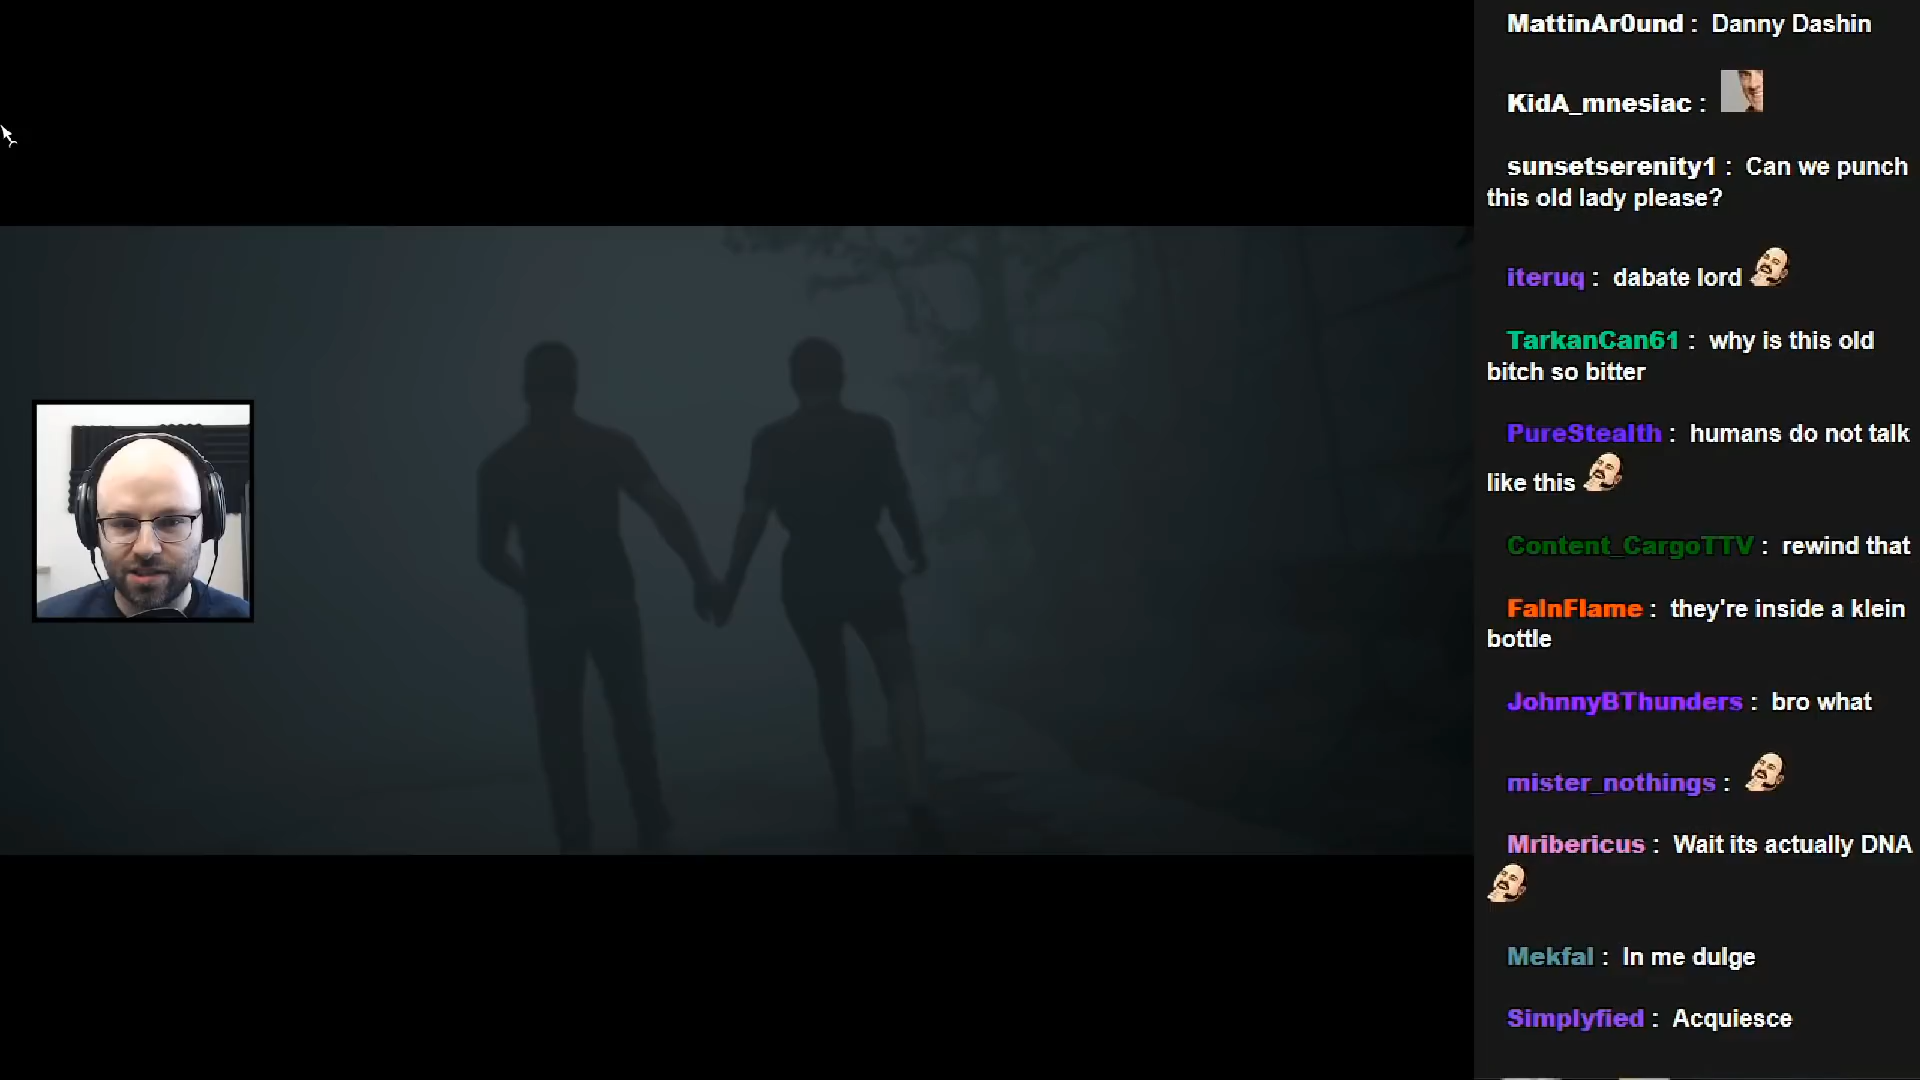 MattinAr0und : Danny Dashin
KidA_mnesiac :
sunsetserenity1 : Can we punch
this old lady please?
iteruq : dabate lord
TarkanCan61 : why is this old
bitch so bitter
PureStealth : humans do not talk
like this
Content_CargoTTV : rewind that
FalnFlame : they're inside a klein
bottle
JohnnyBThunders : bro what
mister_nothings :
Mribericus : Wait its actually DNA
Mekfal : In me dulge
Simplyfied : Acquiesce